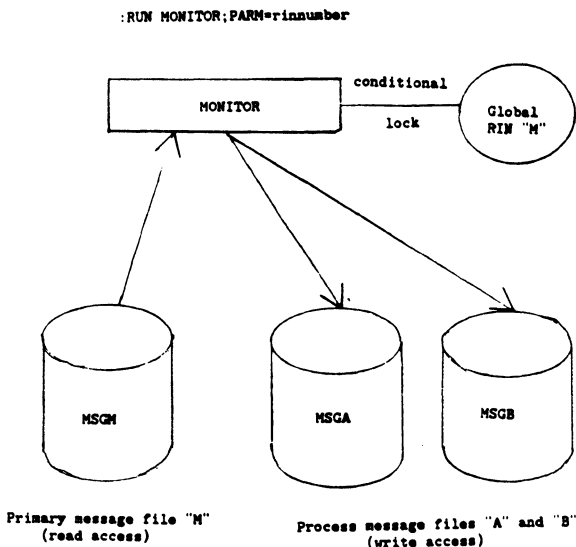 :RUN MONITOR;PARM=rinnumber
conditional
MONITOR
lock
Global
RIN "M"
MSGM
MSGA
MSGB
Primary message file "M"
(read access)
Process message files "A" and "B"
(write access)